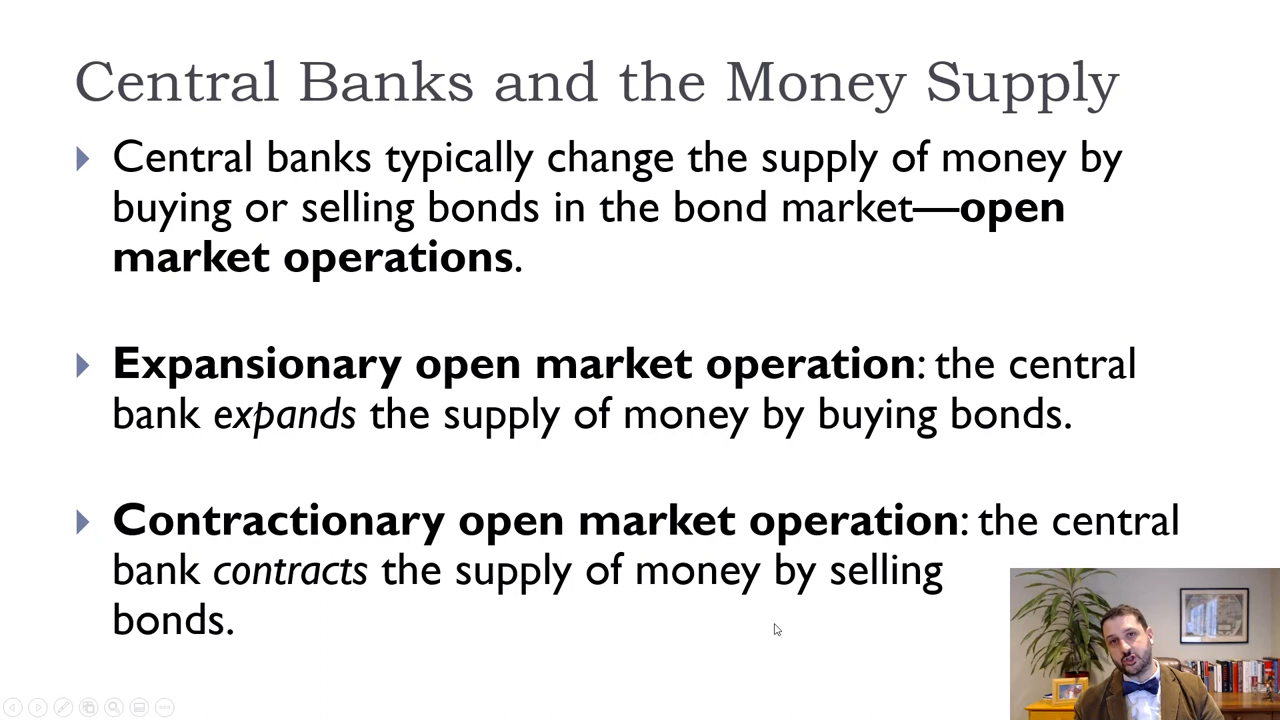 Central Banks and the Money Supply
Central banks typically change the supply of money by
buying or selling bonds in the bond market—open
market operations.
Expansionary open market operation: the central
bank expands the supply of money by buying bonds.
Contractionary open market operation: the central
bank contracts the supply of money by selling
bonds.